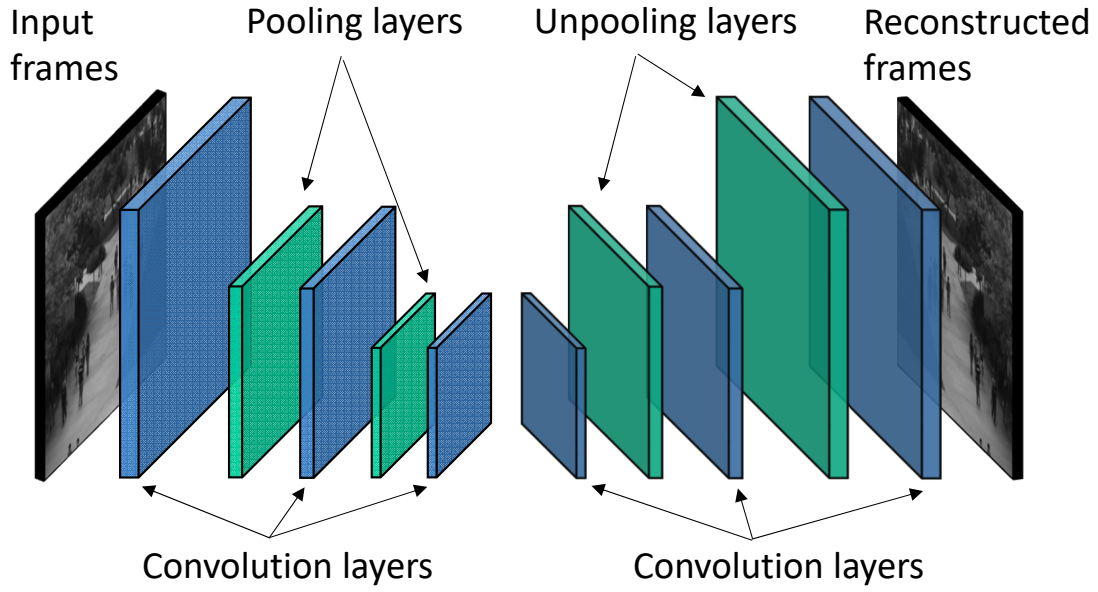 Input
frames
Pooling layers
Unpooling layers
Reconstructed
frames
Convolution layers
Convolution layers